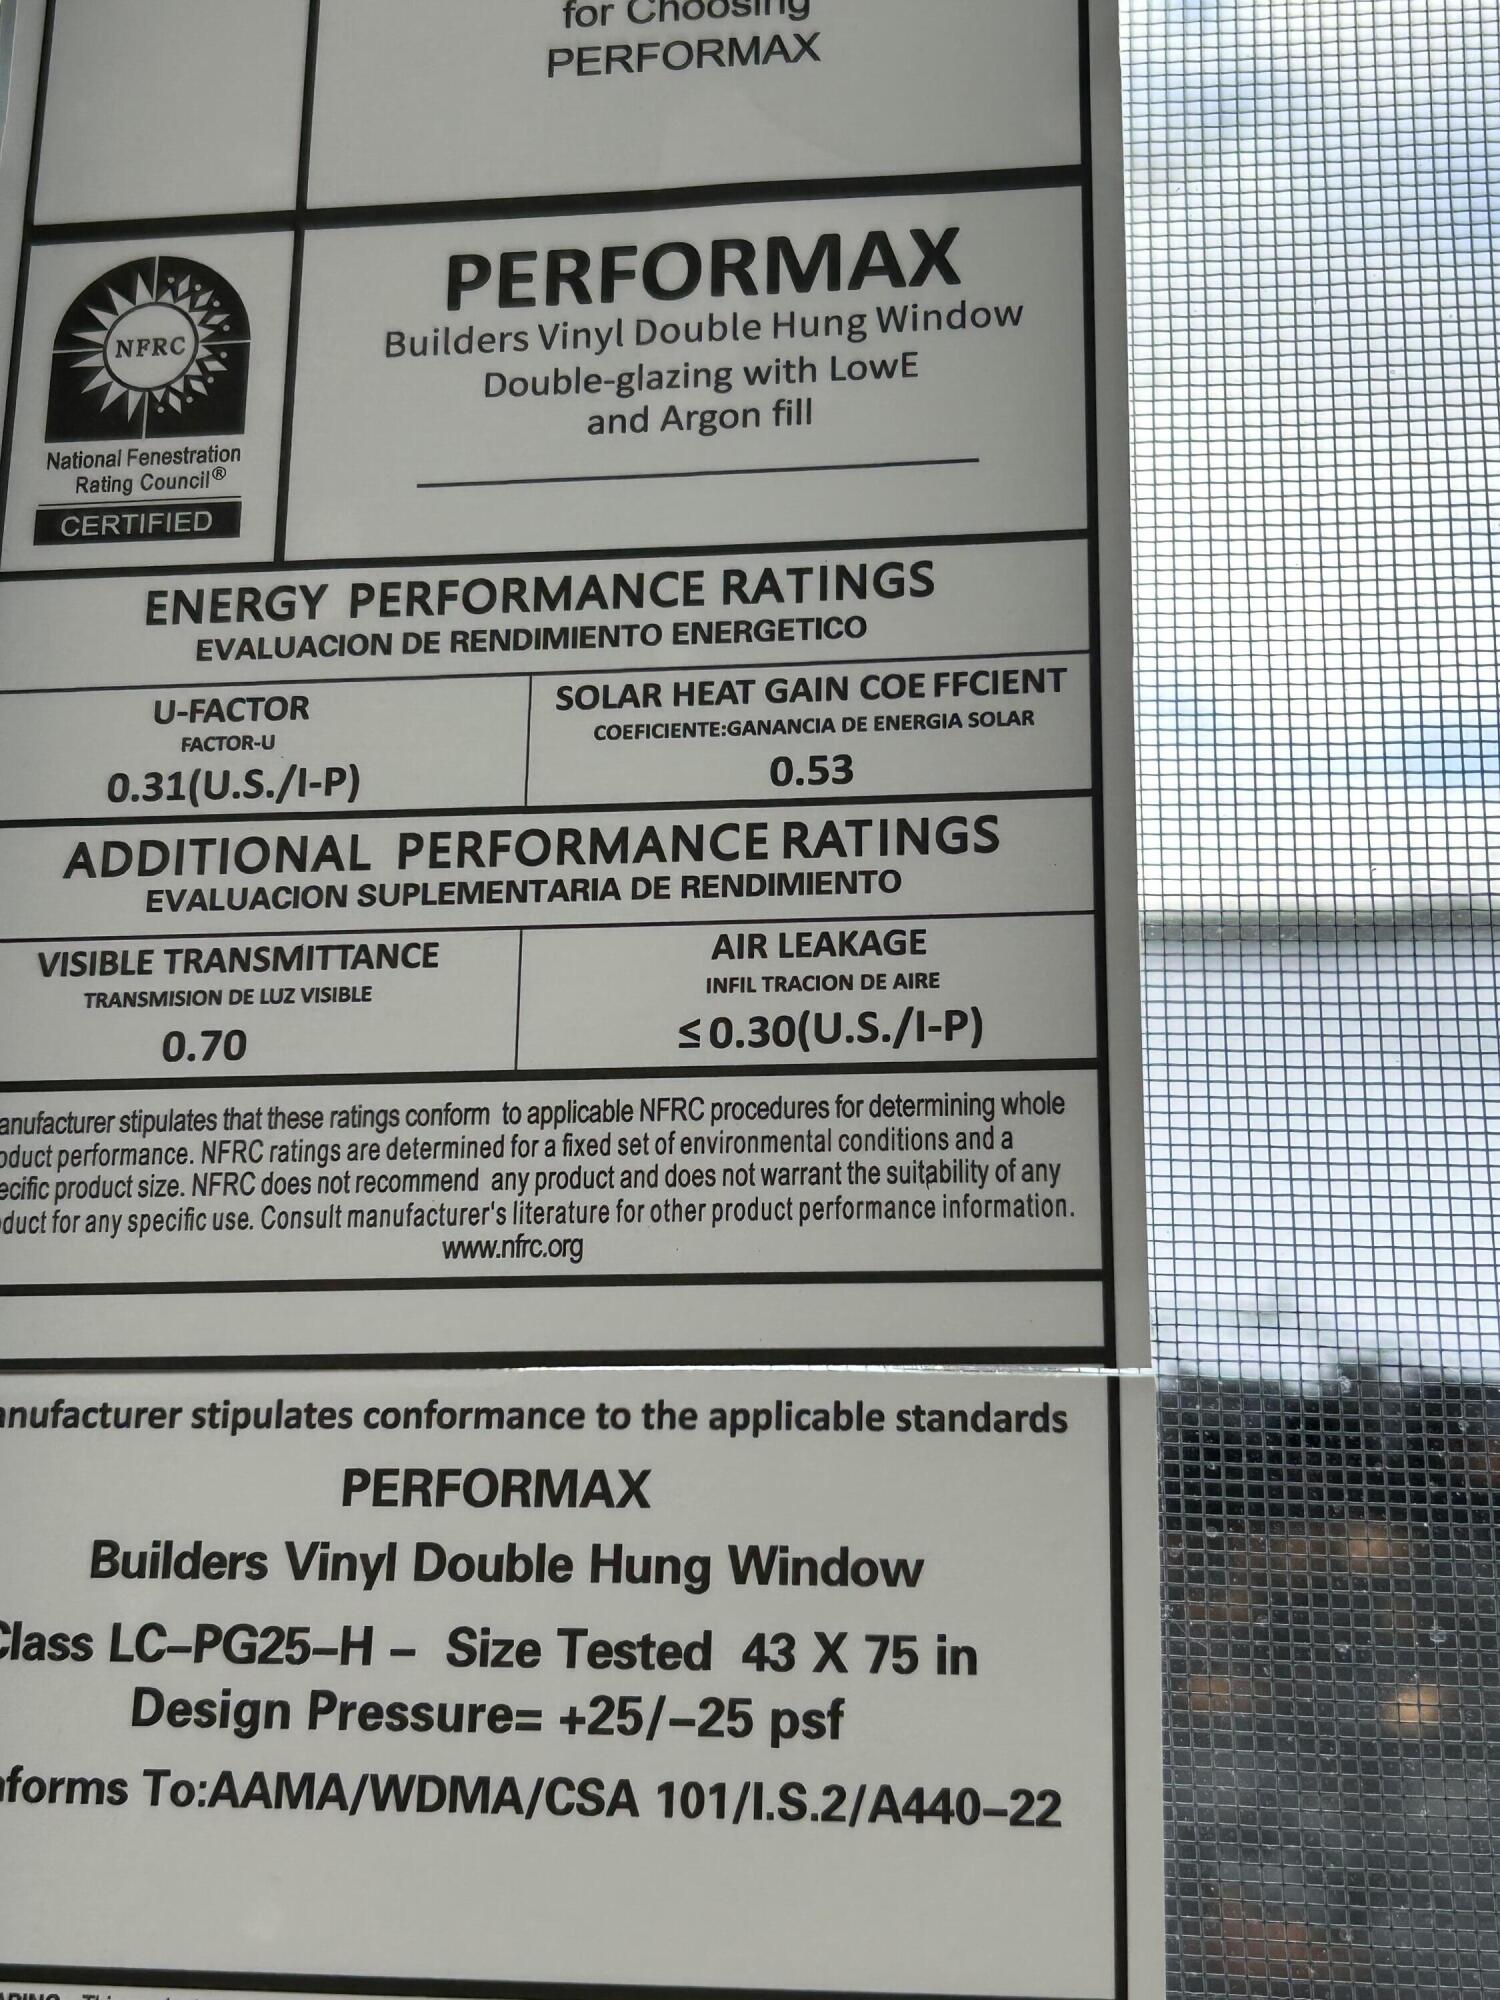 for Choosing
PERFORMAX
NFRC
National Fenestration
Rating Council®
CERTIFIED
PERFORMAX
Builders Vinyl Double Hung Window
Double-glazing with LowE
and Argon fill
ENERGY PERFORMANCE RATINGS
EVALUACION DE RENDIMIENTO ENERGETICO
U-FACTOR
FACTOR-U
0.31(U.S./I-P)
SOLAR HEAT GAIN COE FFCIENT
COEFICIENTE:GANANCIA DE ENERGIA SOLAR
0.53
ADDITIONAL PERFORMANCE RATINGS
EVALUACION SUPLEMENTARIA DE RENDIMIENTO
VISIBLE TRANSMITTANCE
TRANSMISION DE LUZ VISIBLE
0.70
AIR LEAKAGE
INFIL TRACION DE AIRE
≤0.30(U.S./I-P)
anufacturer stipulates that these ratings conform to applicable NFRC procedures for determining whole
oduct performance. NFRC ratings are determined for a fixed set of environmental conditions and a
ecific product size. NFRC does not recommend any product and does not warrant the suitability of any
duct for any specific use. Consult manufacturer's literature for other product performance information.
www.nfrc.org
anufacturer stipulates conformance to the applicable standards
PERFORMAX
Builders Vinyl Double Hung Window
Class LC-PG25-H - Size Tested 43 X 75 in
Design Pressure= +25/-25 psf
nforms To:AAMA/WDMA/CSA 101/I.S.2/A440-22